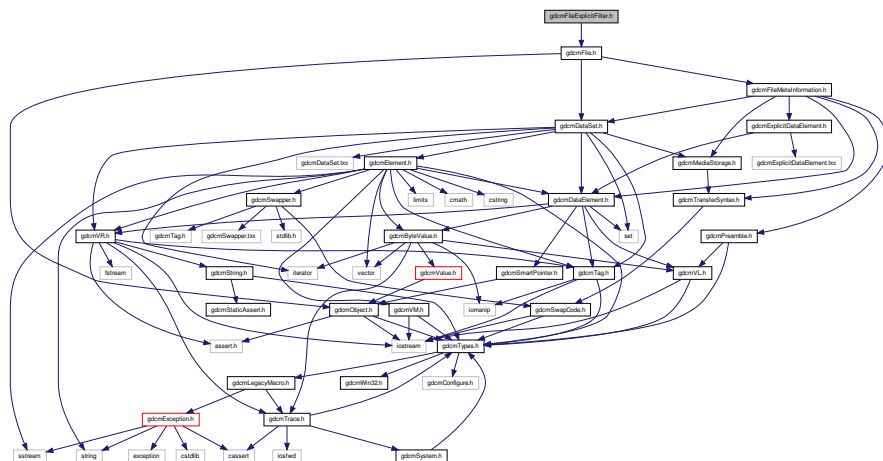 gdcmFileExplicitFilter.h
gdcmFile.h
gdcmFileMetaInformation.h
gdcmDataSet.h
gdcmExplicitDataElement.h
gdcmDataSet.txx
gdcmElement.h
gdcmMediaStorage.h
gdcmExplicitDataElement.txx
gdcmSwapper.h
limits
cmath
cstring
gdcmDataElement.h
gdcmTransferSyntax.h
gdcmVR.h
gdcmTag.h
gdcmSwapper.txx
stdlib.h
gdcmByteValue.h
set
gdcmPreamble.h
fstream
gdcmString.h
iterator
vector
gdcmValue.h
gdcmSmartPointer.h
gdcmTag.h
gdcmVL.h
gdcmStaticAssert.h
gdcmObject.h
gdcmVM.h
iomanip
gdcmSwapCode.h
assert.h
iostream
gdcmTypes.h
gdcmLegacyMacro.h
gdcmWin32.h
gdcmConfigure.h
gdcmException.h
gdcmTrace.h
sstream
string
exception
cstdlib
cassert
iosfwd
gdcmSystem.h